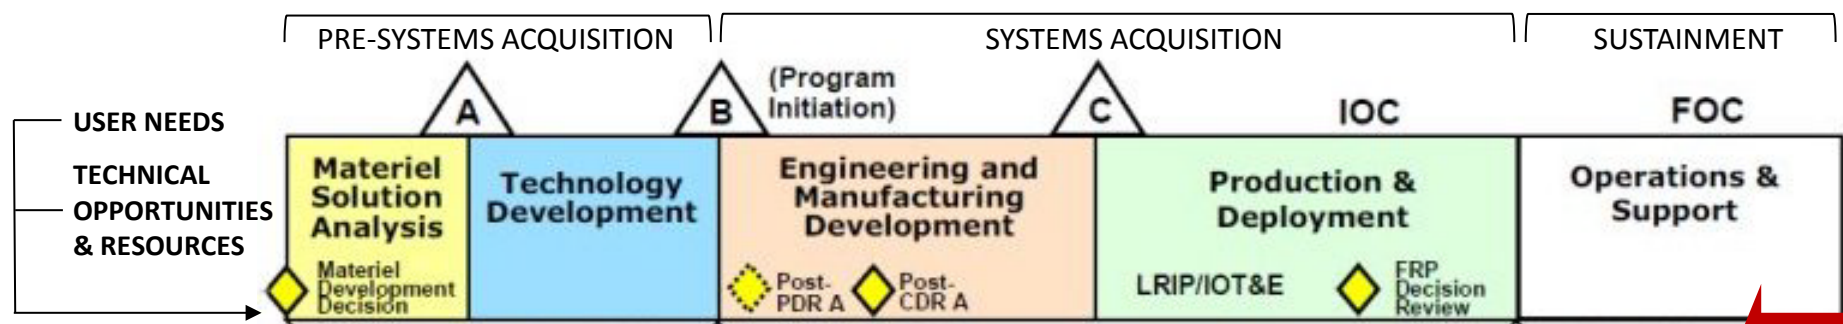 PRE-SYSTEMS ACQUISITION
SYSTEMS ACQUISITION
SUSTAINMENT
USER NEEDS
TECHNICAL
OPPORTUNITIES
& RESOURCES
A
B
(Program
Initiation)
C
IOC
FOC
Materiel
Solution
Analysis
Technology
Development
Engineering and
Manufacturing
Development
Production &
Deployment
Operations &
Support
Materiel
Development
Decision
Post-
PDR A
Post-
CDR A
LRIP/IOT&E
FRP
Decision
Review